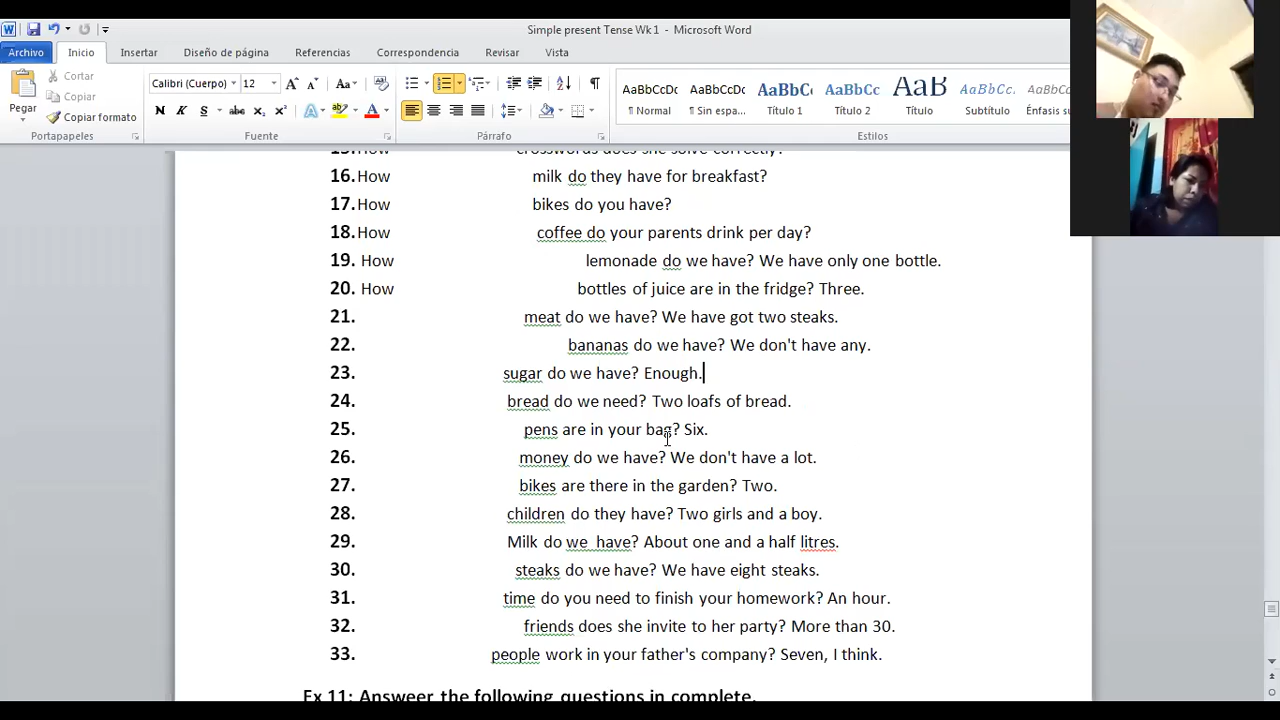 Simple present Tense Wk1 - Microsoft Word
Archivo Inicio Insertar Diseño de página Referencias Correspondencia Revisar Vista
Cortar
Copiar
Copiar formato
Pegar
Calibri (Cuerpo) 12
N K S
AaBbCcDc AaBbCcDc AaBbC AaBbCc AaB AaBbCc. AaBbCcDc
¶ Normal ¶ Sin espa... Título 1 Título 2 Título Subtítulo Énfasis su
Portapapeles Fuente Párrafo Estilos
15. How crosswords does she solve correctly?
16. How milk do they have for breakfast?
17. How bikes do you have?
18. How coffee do your parents drink per day?
19. How lemonade do we have? We have only one bottle.
20. How bottles of juice are in the fridge? Three.
21. meat do we have? We have got two steaks.
22. bananas do we have? We don't have any.
23. sugar do we have? Enough.
24. bread do we need? Two loafs of bread.
25. pens are in your bag? Six.
26. money do we have? We don't have a lot.
27. bikes are there in the garden? Two.
28. children do they have? Two girls and a boy.
29. Milk do we have? About one and a half litres.
30. steaks do we have? We have eight steaks.
31. time do you need to finish your homework? An hour.
32. friends does she invite to her party? More than 30.
33. people work in your father's company? Seven, I think.
Ex 11: Answeer the following questions in complete.